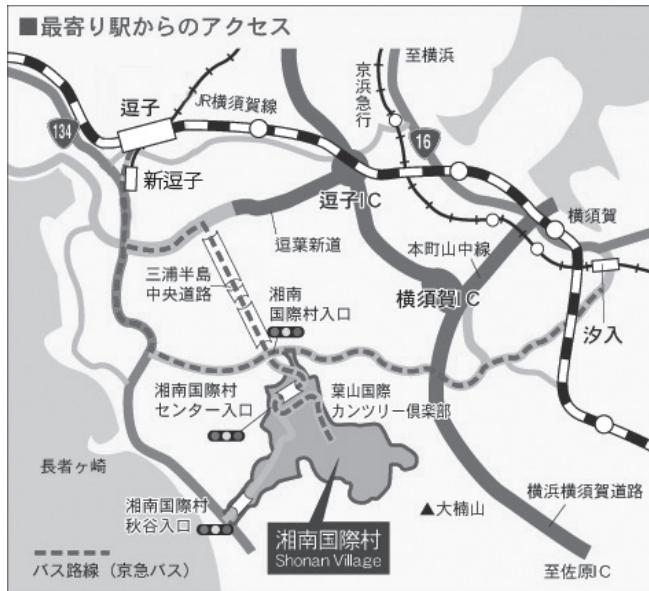 ■最寄り駅からのアクセス
至横浜
京浜急行
134
逗子
JR横須賀線
16
新逗子
逗子IC
横須賀
逗葉新道
本町山中線
三浦半島
中央道路
湘南
国際村入口
横須賀IC
汐入
湘南国際村
センター入口
葉山国際
カンツリー倶楽部
長者ヶ崎
湘南国際村
秋谷入口
湘南国際村
Shonan Village
▲大楠山
横浜横須賀道路
バス路線（京急バス）
至佐原IC